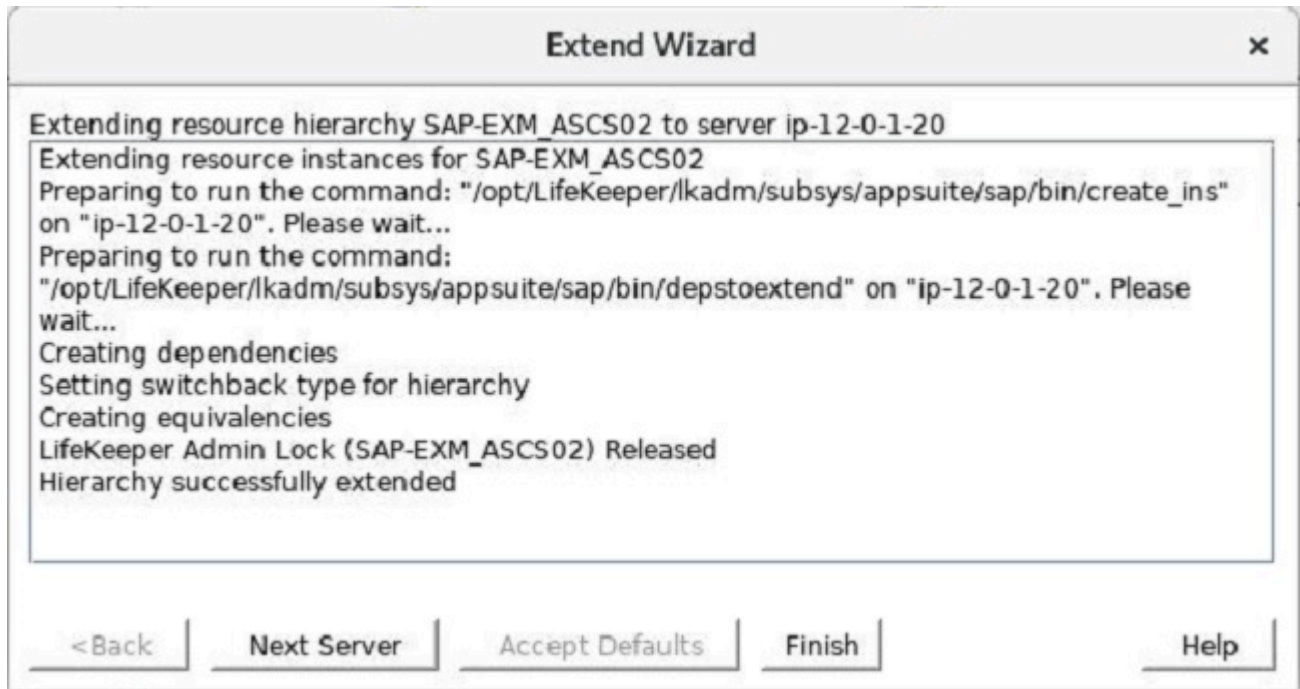 Extend Wizard
×
Extending resource hierarchy SAP-EXM_ASCS02 to server ip-12-0-1-20
Extending resource instances for SAP-EXM_ASCS02
Preparing to run the command: "/opt/LifeKeeper/lkadm/subsys/appsuite/sap/bin/create_ins"
on "ip-12-0-1-20". Please wait...
Preparing to run the command:
"/opt/LifeKeeper/lkadm/subsys/appsuite/sap/bin/depstoextend" on "ip-12-0-1-20". Please
wait...
Creating dependencies
Setting switchback type for hierarchy
Creating equivalencies
LifeKeeper Admin Lock (SAP-EXM_ASCS02) Released
Hierarchy successfully extended
<Back Next Server Accept Defaults Finish Help